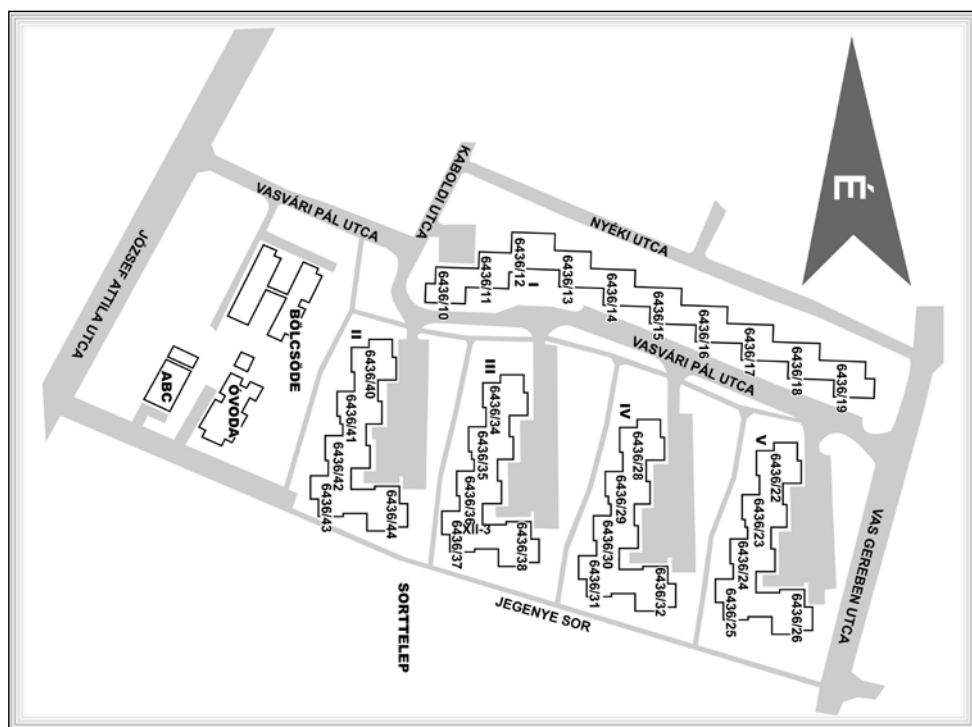 É
KABOLDI UTCA
NYÉKI UTCA
VASVÁRI PÁL UTCA
JÓZSEF ATTILA UTCA
6436/10
6436/11
6436/12
I
6436/13
6436/14
6436/15
6436/16
6436/17
6436/18
6436/19
VASVÁRI PÁL UTCA
BÖLCSÖDE
ABC
ÓVODA
II
6436/40
6436/41
6436/42
6436/43
6436/44
III
6436/34
6436/35
6436/36
XII-3
6436/37
6436/38
IV
6436/28
6436/29
6436/30
6436/31
6436/32
V
6436/22
6436/23
6436/24
6436/25
6436/26
VAS GEREBEN UTCA
JEGENYE SOR
SORTTELEP